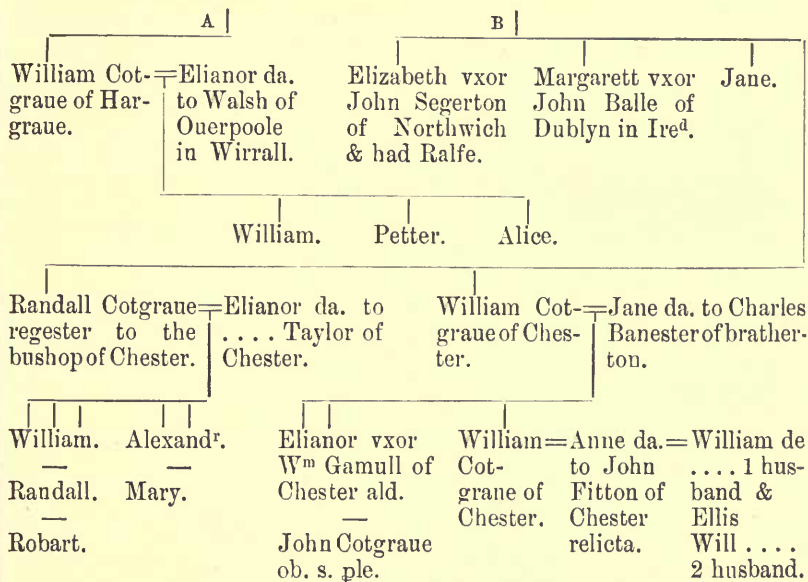 A B
William Cot-
graue of Har-
graue.
Elianor da.
to Walsh of
Ouerpoole
in Wirrall.
Elizabeth vxor
John Segerton
of Northwich
& had Ralfe.
Margarett vxor
John Balle of
Dublyn in Ireᵈ.
Jane.
William. Petter. Alice.
Randall Cotgraue
regester to the
bushop of Chester.
Elianor da. to
. . . . Taylor of
Chester.
William Cot-
graue of Ches-
ter.
Jane da. to Charles
Banester of brather-
ton.
William.
—
Randall.
—
Robart.
Alexandʳ.
—
Mary.
Elianor vxor
Wᵐ Gamull of
Chester ald.
—
John Cotgraue
ob. s. ple.
William
Cot-
graue of
Chester.
Anne da.
to John
Fitton of
Chester
relicta.
William de
. . . . 1 hus-
band &
Ellis
Will . . . .
2 husband.